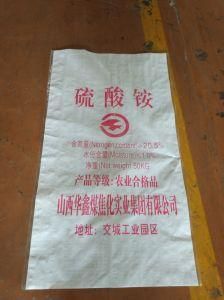 硫酸铵
含氮量(Nitrogen content)≥20.5%
水份含量(Moisture)≤1.0%
净重(Net weight)50KG
产品等级:农业合格品
山西华鑫煤焦化实业集团有限公司
地址:交城工业园区